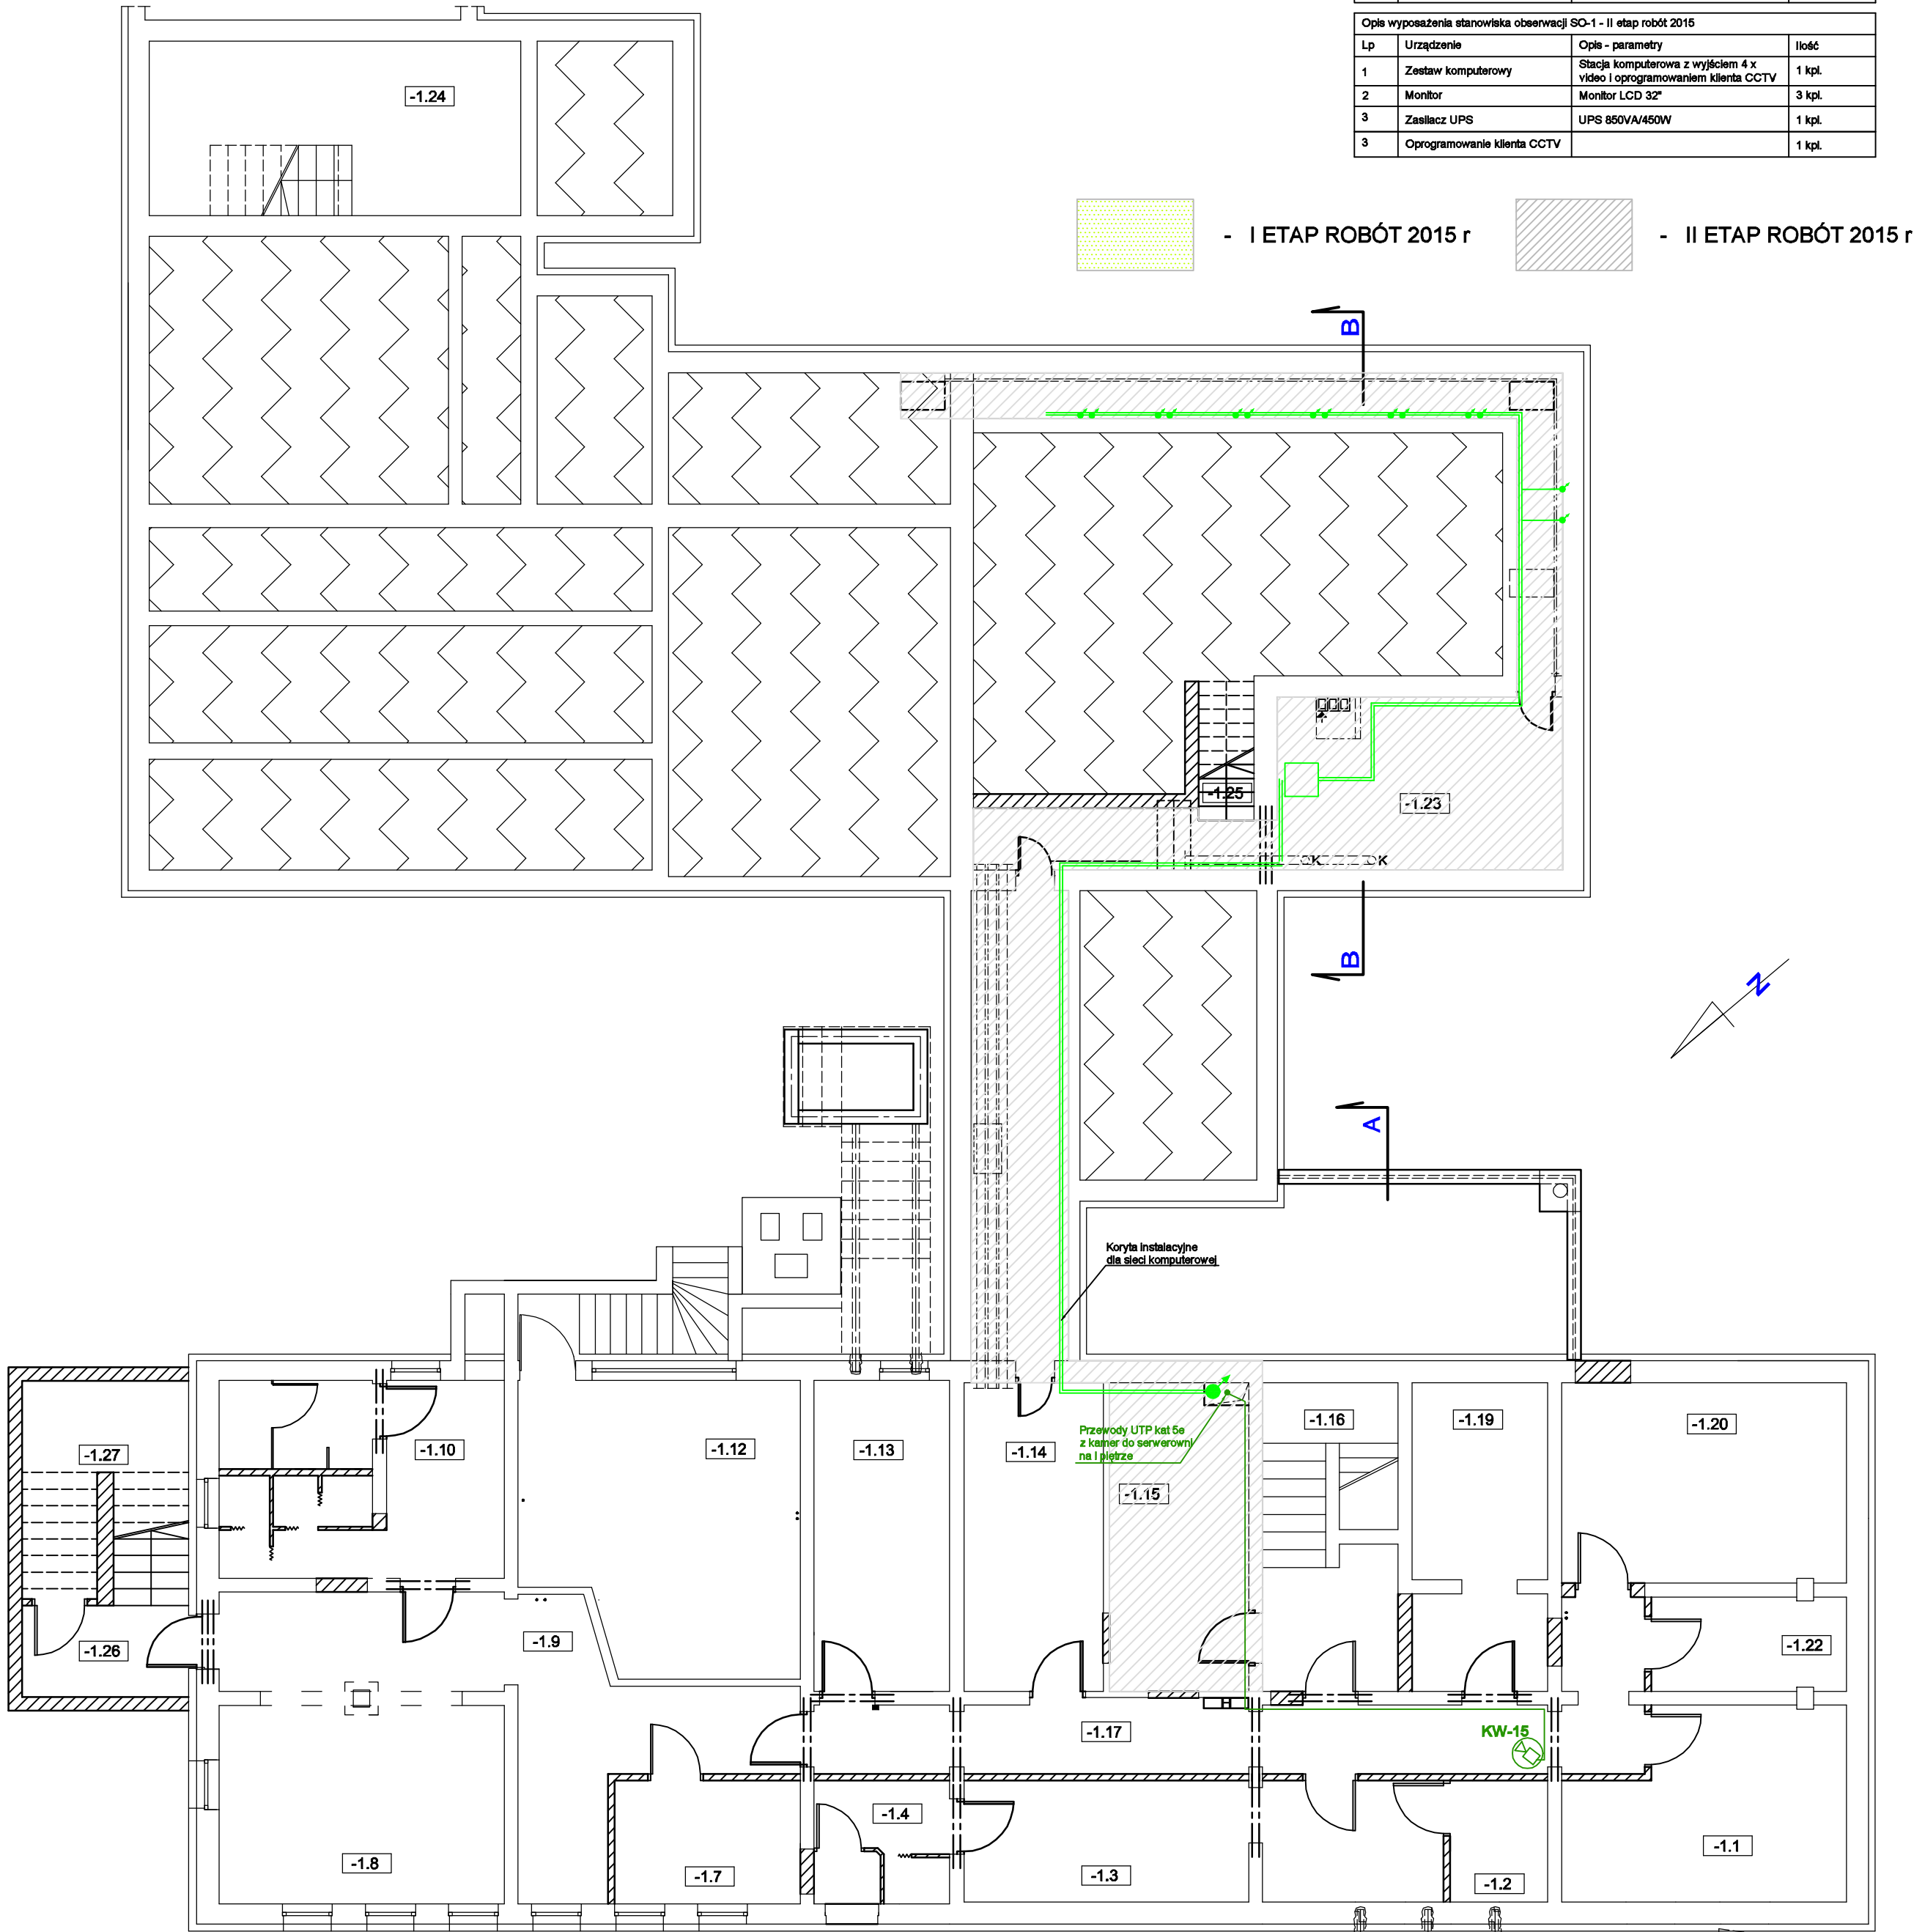 Opis wyposażenia stanowiska obserwacji SO-1 - II etap robót 2015
Lp Urządzenie Opis - parametry Ilość
1 Zestaw komputerowy Stacja komputerowa z wyjściem 4 x
video i oprogramowaniem klienta CCTV 1 kpl.
2 Monitor Monitor LCD 32" 3 kpl.
3 Zasilacz UPS UPS 850VA/450W 1 kpl.
3 Oprogramowanie klienta CCTV 1 kpl.
-1.24
- I ETAP ROBÓT 2015 r
- II ETAP ROBÓT 2015 r
B
-1.25
-1.23
K
K
B
N
A
Koryta instalacyjne
dla sieci komputerowej
-1.27
-1.10
-1.12
-1.13
-1.14
Przewody UTP kat 5e
z kamer do serwerowni
na I piętrze
-1.15
-1.16
-1.19
-1.20
-1.26
-1.9
-1.22
H
-1.17
KW-15
-1.8
-1.7
-1.4
-1.3
-1.2
-1.1